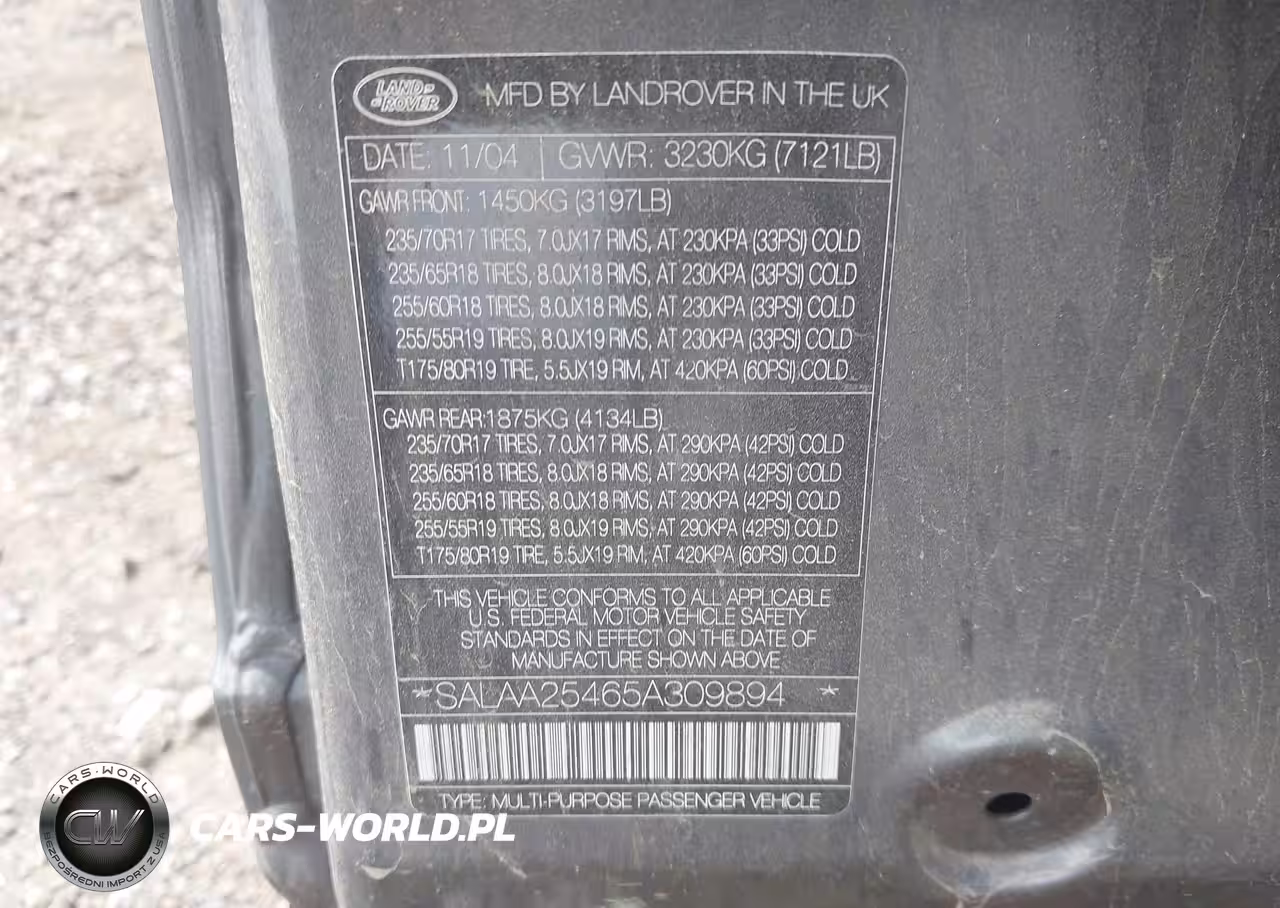 LAND ROVER
MFD BY LANDROVER IN THE UK
DATE: 11/04 GVWR: 3230KG (7121LB)
GAWR FRONT: 1450KG (3197LB)
235/70R17 TIRES, 7.0JX17 RIMS, AT 230KPA (33PSI) COLD
235/65R18 TIRES, 8.0JX18 RIMS, AT 230KPA (33PSI) COLD
255/60R18 TIRES, 8.0JX18 RIMS, AT 230KPA (33PSI) COLD
255/55R19 TIRES, 8.0JX19 RIMS, AT 230KPA (33PSI) COLD
T175/80R19 TIRE, 5.5JX19 RIM, AT 420KPA (60PSI) COLD
GAWR REAR:1875KG (4134LB)
235/70R17 TIRES, 7.0JX17 RIMS, AT 290KPA (42PSI) COLD
235/65R18 TIRES, 8.0JX18 RIMS, AT 290KPA (42PSI) COLD
255/60R18 TIRES, 8.0JX18 RIMS, AT 290KPA (42PSI) COLD
255/55R19 TIRES, 8.0JX19 RIMS, AT 290KPA (42PSI) COLD
T175/80R19 TIRE, 5.5JX19 RIM, AT 420KPA (60PSI) COLD
THIS VEHICLE CONFORMS TO ALL APPLICABLE
U.S. FEDERAL MOTOR VEHICLE SAFETY
STANDARDS IN EFFECT ON THE DATE OF
MANUFACTURE SHOWN ABOVE
*SALAA25465A309894 *
TYPE: MULTI-PURPOSE PASSENGER VEHICLE
CARS-WORLD
CW
BEZPOŚREDNI IMPORT Z USA
CARS-WORLD.PL